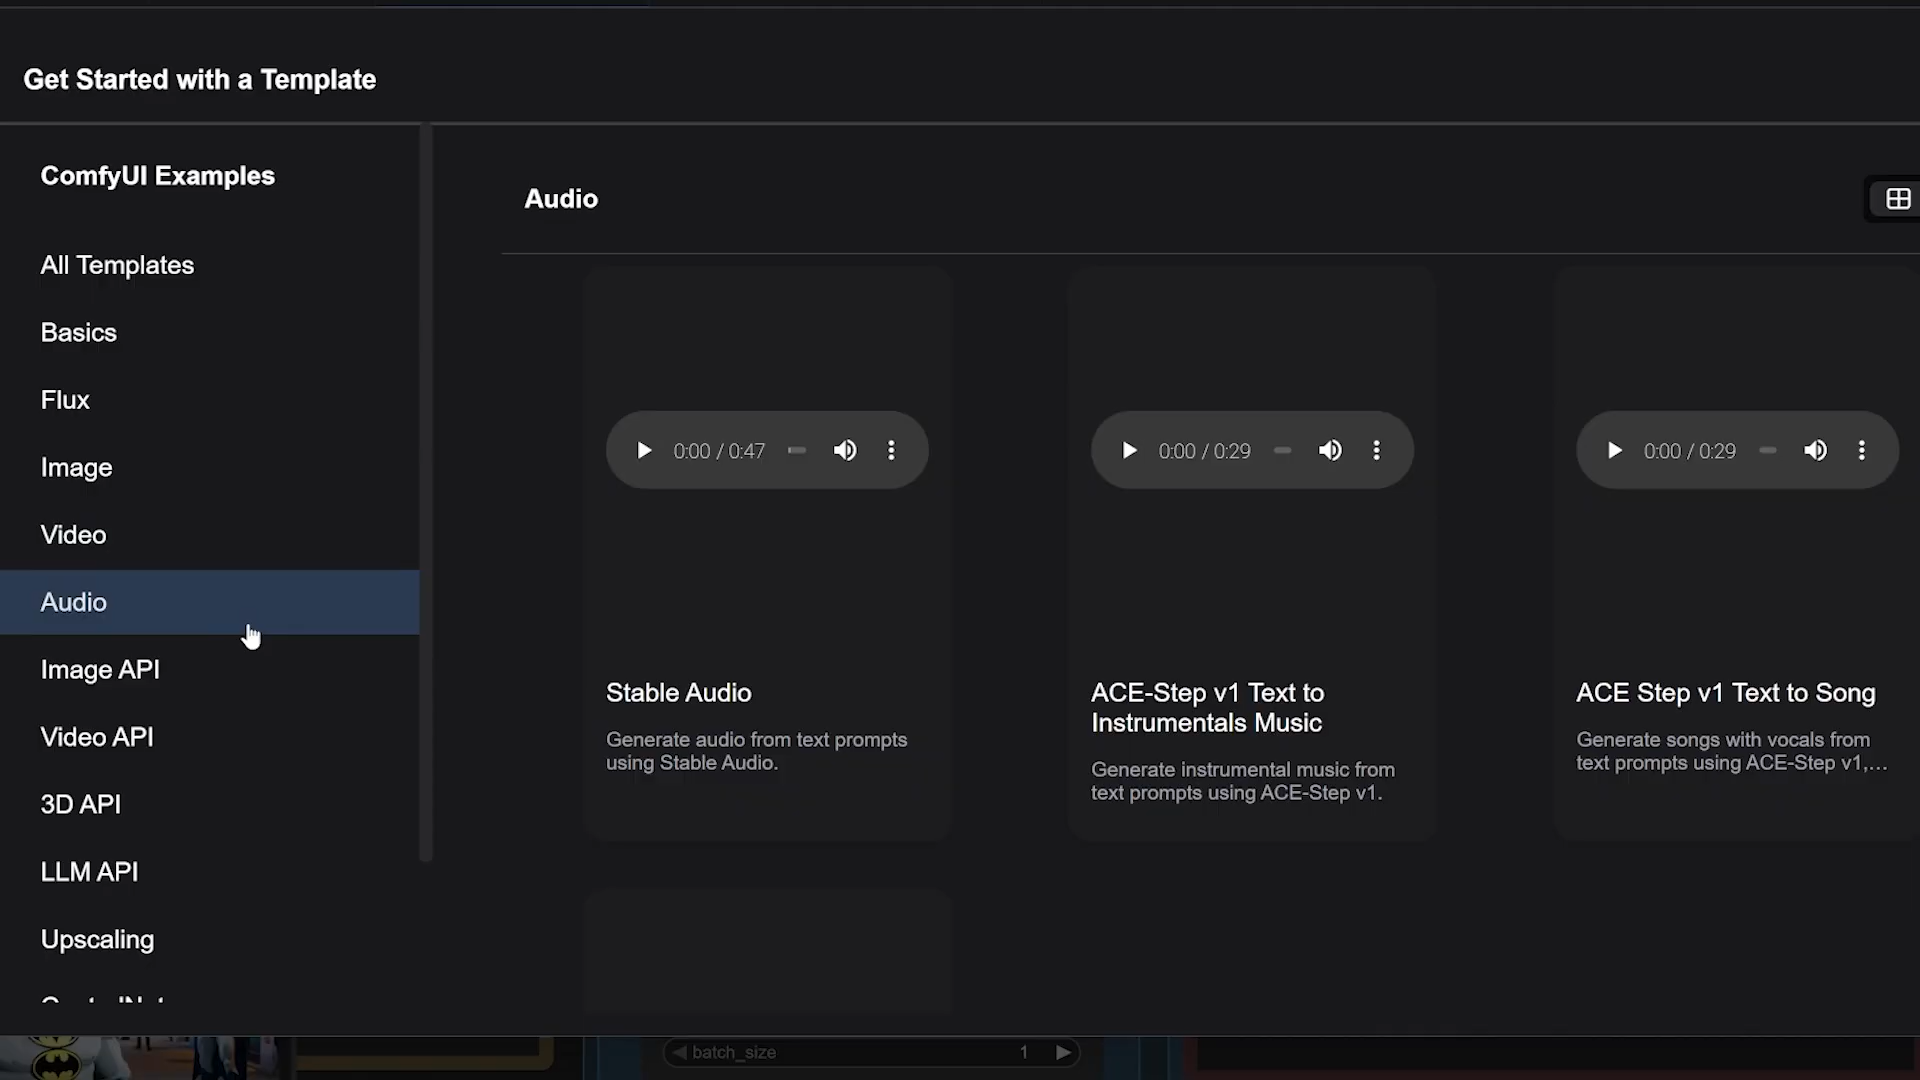 Get Started with a Template
ComfyUI Examples
All Templates
Basics
Flux
Image
Video
Audio
Image API
Video API
3D API
LLM API
Upscaling
Audio
0:00 / 0:47
0:00 / 0:29
0:00 / 0:29
Stable Audio
Generate audio from text prompts
using Stable Audio.
ACE-Step v1 Text to
Instrumentals Music
Generate instrumental music from
text prompts using ACE-Step v1.
ACE Step v1 Text to Song
Generate songs with vocals from
text prompts using ACE-Step v1,...
batch_size 1